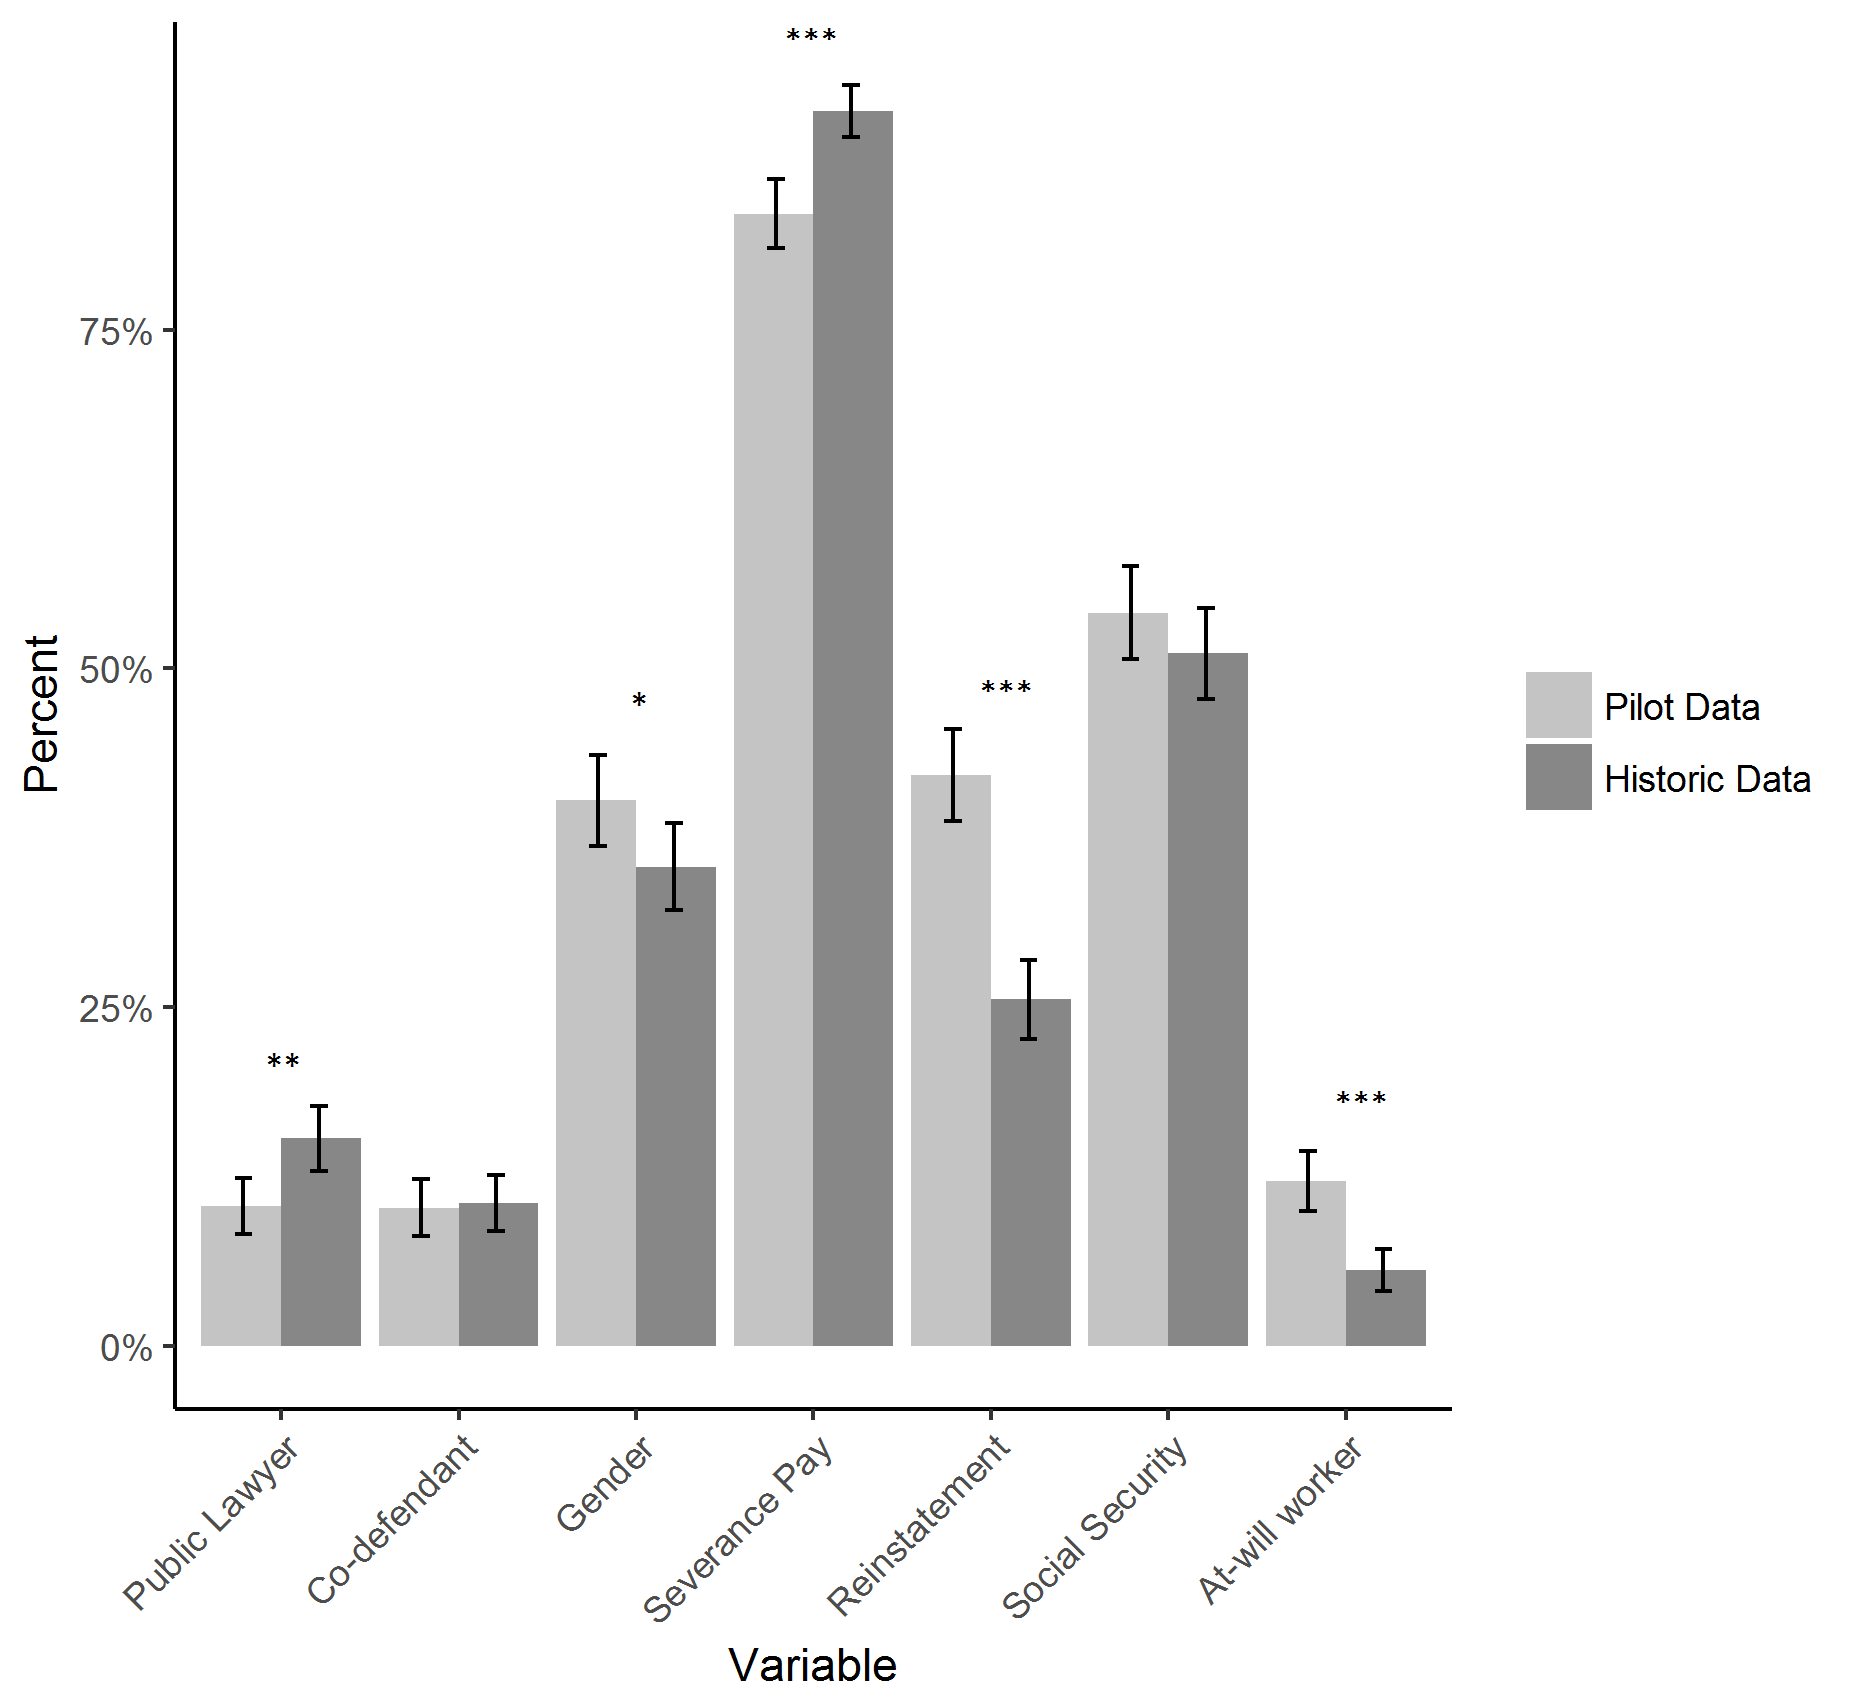 ***
75%
50%
25%
0%
Percent
**
*
***
***
Pilot Data
Historic Data
Public Lawyer
Co-defendant
Gender
Severance Pay
Reinstatement
Social Security
At-will worker
Variable